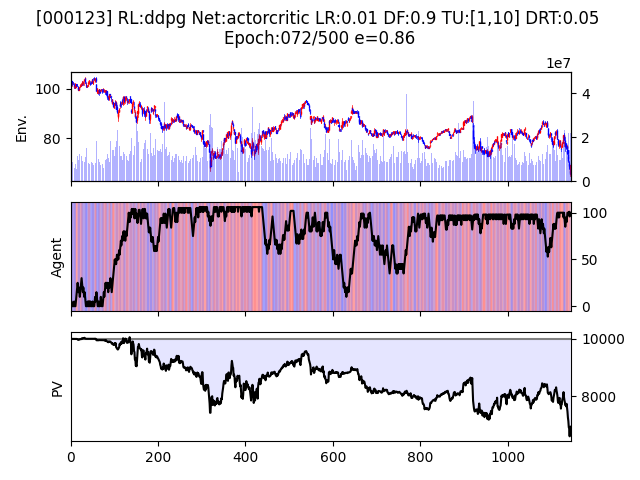 [000123] RL:ddpg Net:actorcritic LR:0.01 DF:0.9 TU:[1,10] DRT:0.05
Epoch:072/500 e=0.86
1e7
100
80
Env.
4
2
0
Agent
100
50
0
PV
10000
8000
0
200
400
600
800
1000